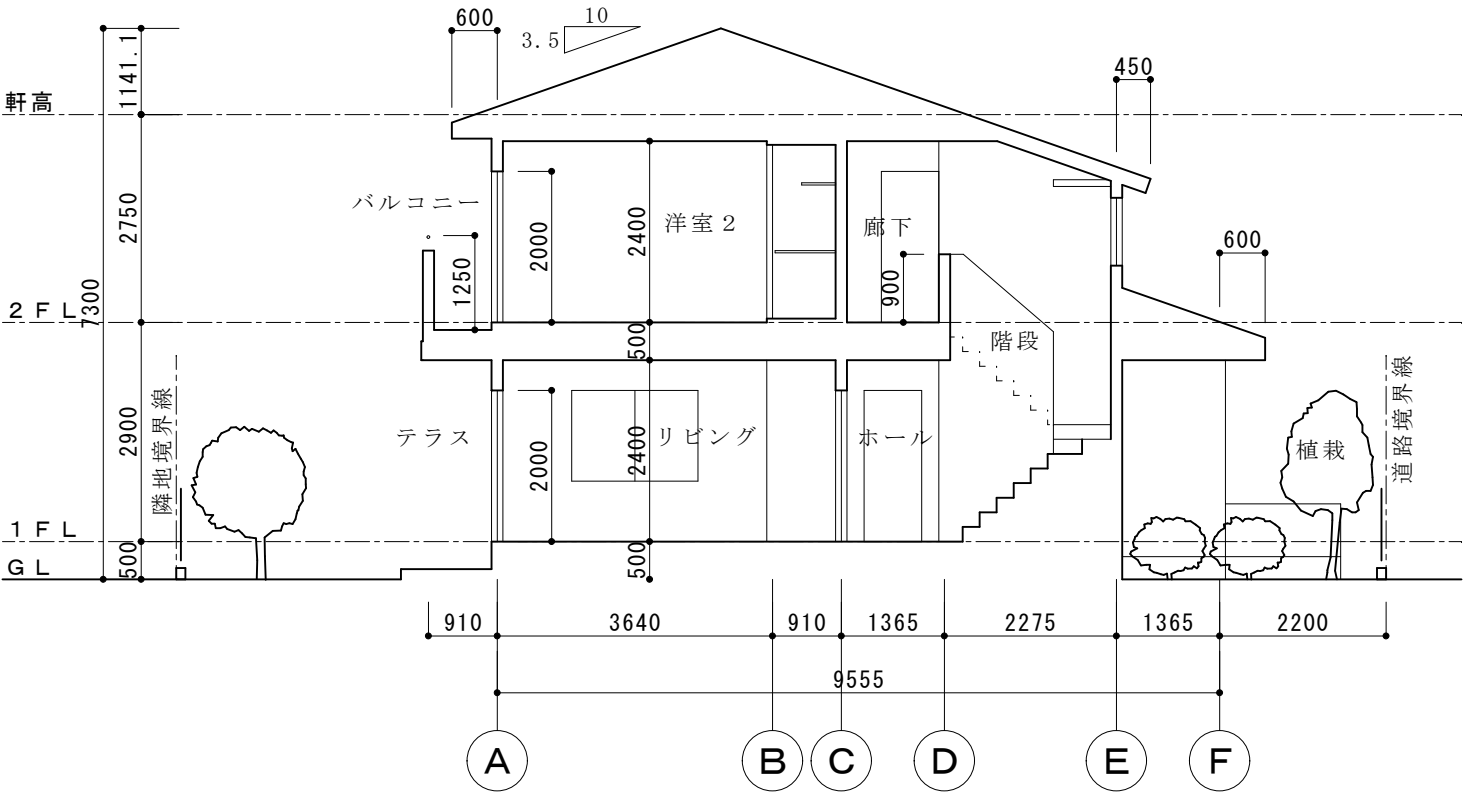 600
10
3.5
450
1141.1
軒高
2750
7300
バルコニー
1250
2000
2400
洋室2
廊下
900
600
2FL
500
階段
隣地境界線
2900
テラス
2000
リビング
2400
ホール
植栽
道路境界線
1FL
500
500
GL
910
3640
910
1365
2275
1365
2200
9555
A
B
C
D
E
F